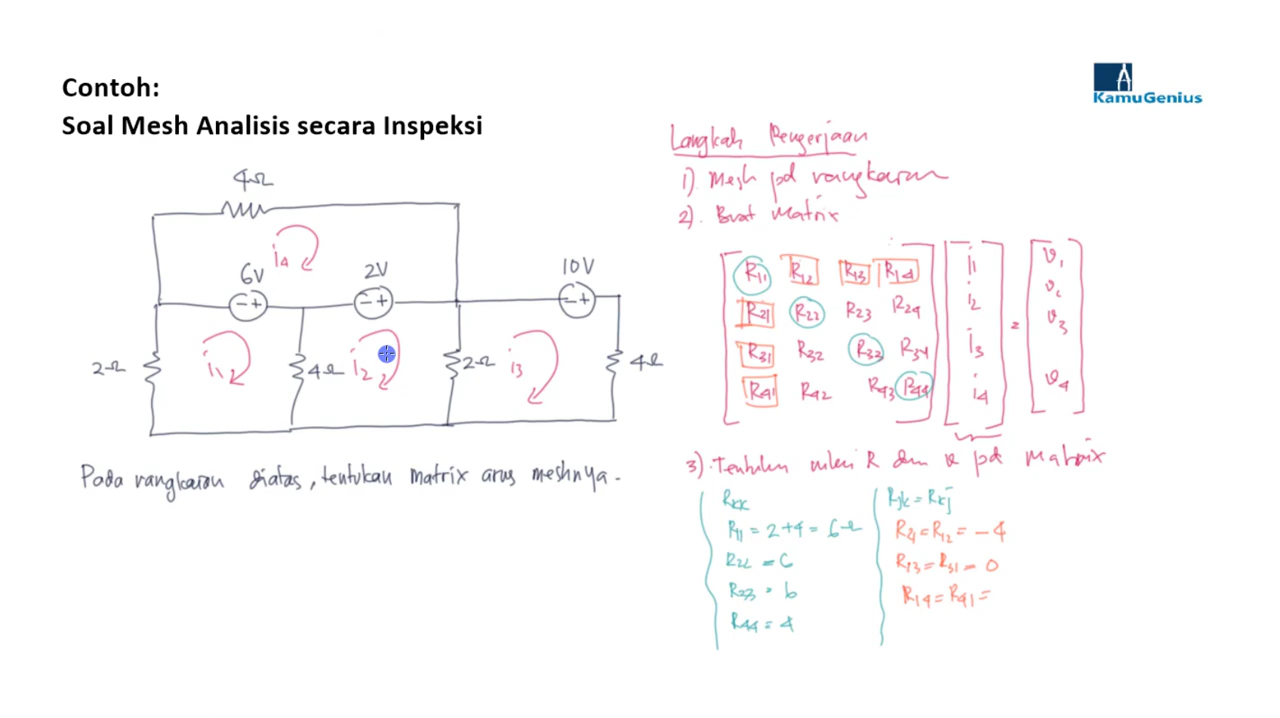 Contoh:
Soal Mesh Analisis secara Inspeksi
KamuGenius
4Ω
i4
6V
2V
10V
2Ω
i1
4Ω
i2
2Ω
i3
4Ω
Pada rangkaian diatas, tentukan matrix arus meshnya.
Langkah Pengerjaan
1). Mesh pd rangkaian
2). Buat Matrix
R11 R12 R13 R14 i1 v1
R21 R22 R23 R24 i2 v2
R31 R32 R33 R34 i3 = v3
R41 R42 R43 R44 i4 v4
3). Tentukan nilai R dan v pd Matrix
Rkk
R11 = 2+4 = 6Ω
R22 = 6
R33 = 6
R44 = 4
Rjk = Rkj
R21 = R12 = -4
R13 = R31 = 0
R14 = R41 =